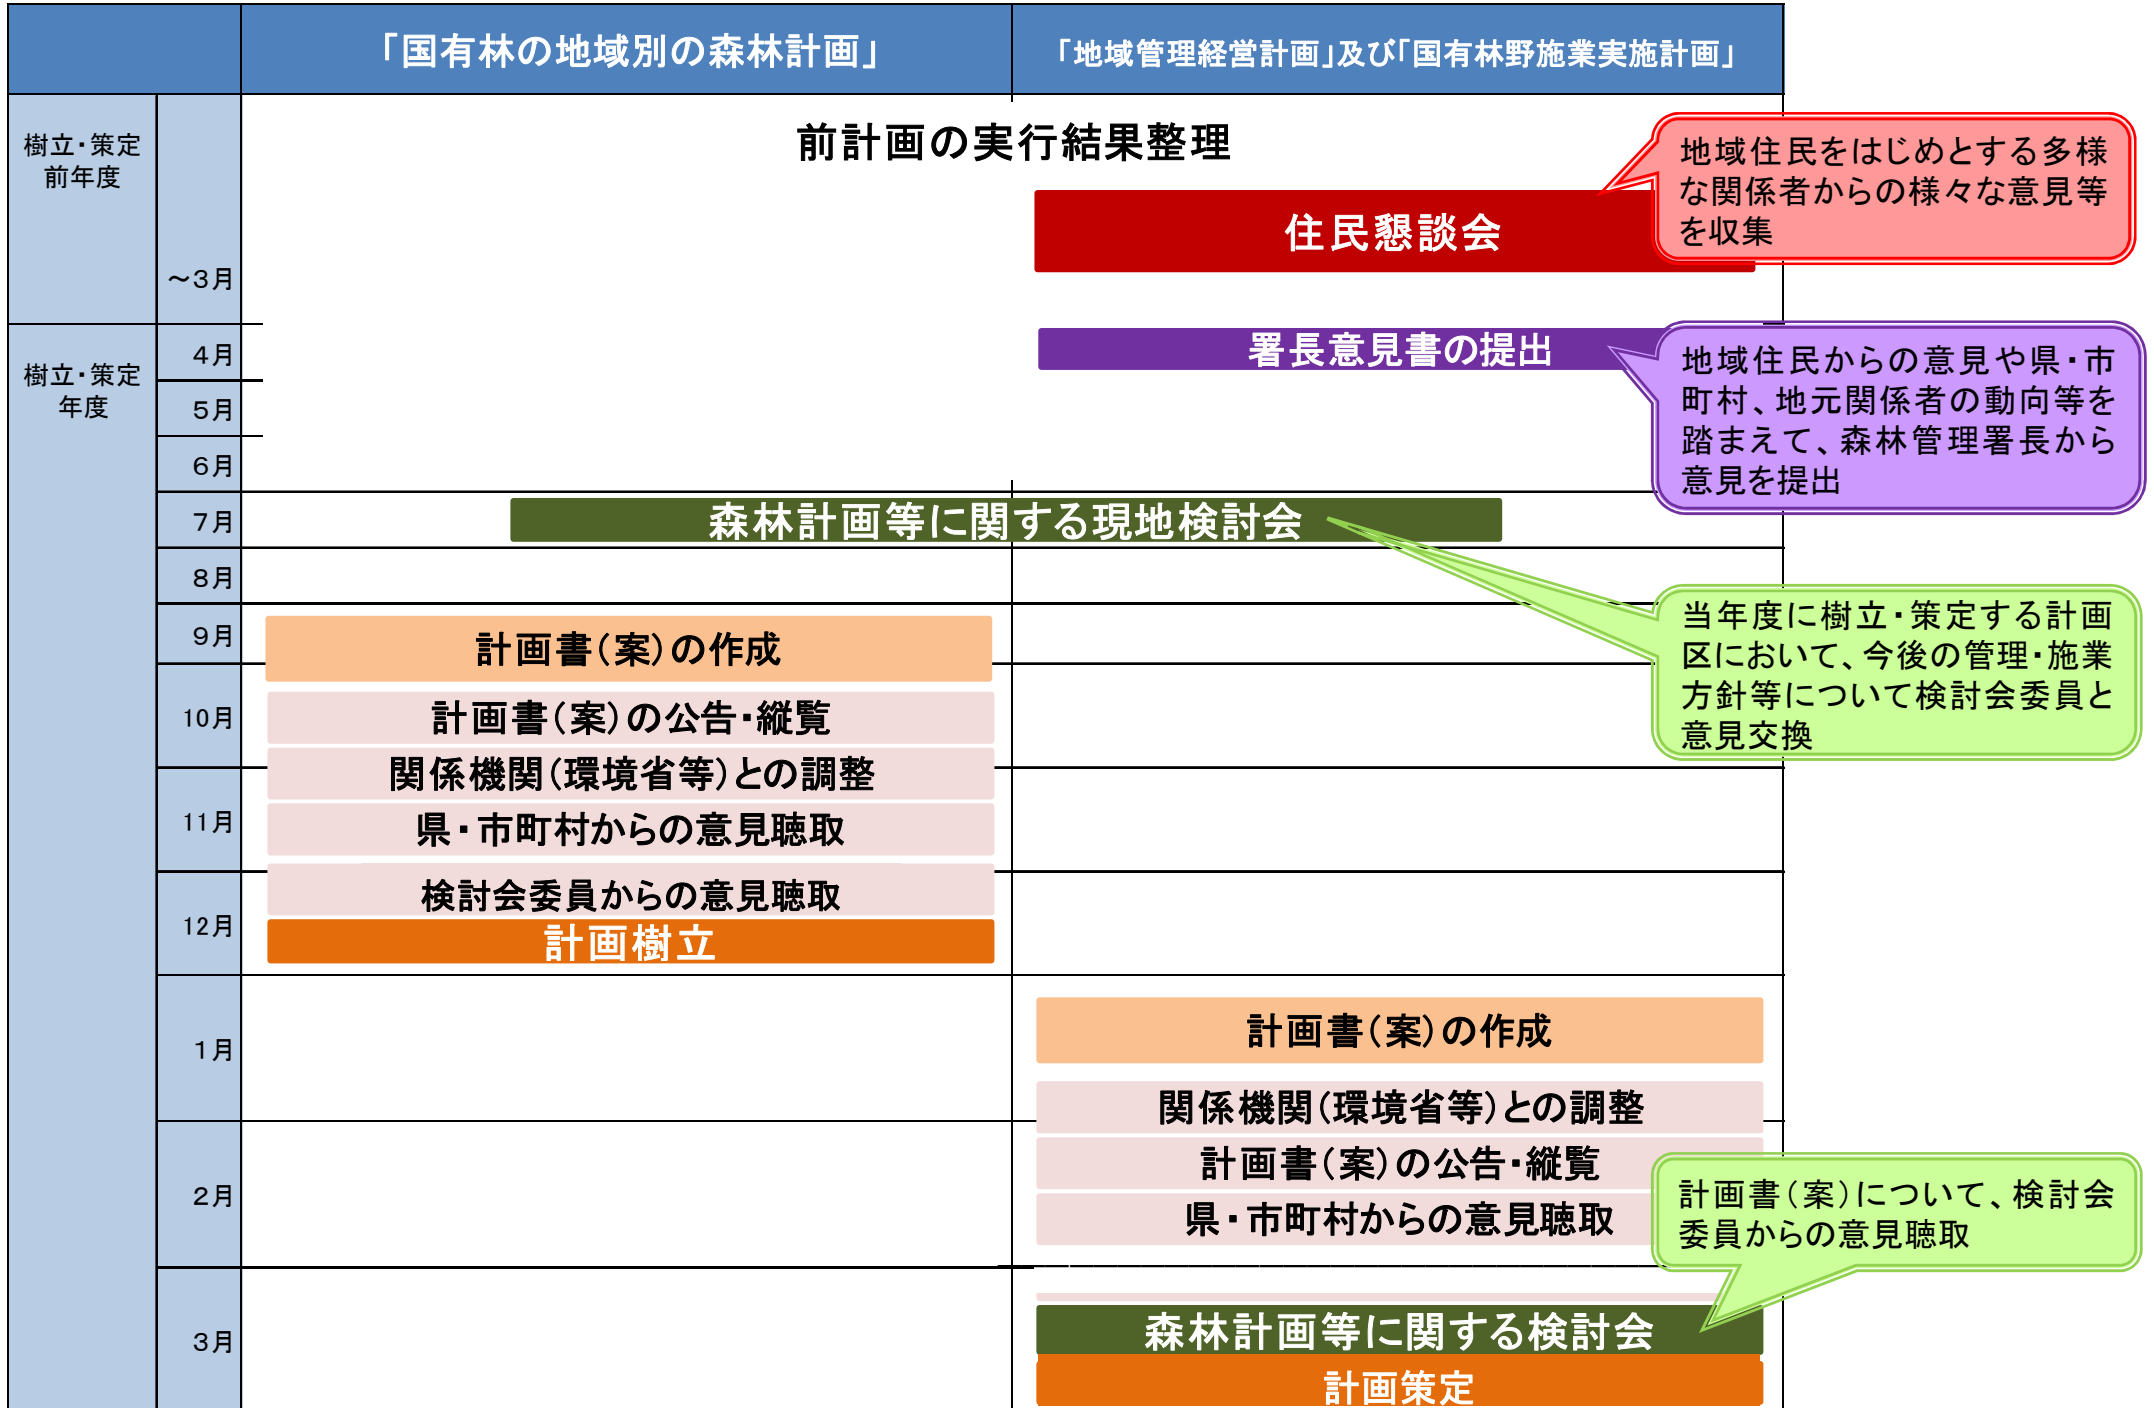 「国有林の地域別の森林計画」
「地域管理経営計画」及び「国有林野施業実施計画」
樹立・策定
前年度
～3月
前計画の実行結果整理
住民懇談会
地域住民をはじめとする多様
な関係者からの様々な意見等
を収集
樹立・策定
年度
4月
署長意見書の提出
地域住民からの意見や県・市
町村、地元関係者の動向等を
踏まえて、森林管理署長から
意見を提出
5月
6月
7月
森林計画等に関する現地検討会
8月
当年度に樹立・策定する計画
区において、今後の管理・施業
方針等について検討会委員と
意見交換
9月
計画書（案）の作成
10月
計画書（案）の公告・縦覧
関係機関（環境省等）との調整
11月
県・市町村からの意見聴取
検討会委員からの意見聴取
12月
計画樹立
1月
計画書（案）の作成
関係機関（環境省等）との調整
2月
計画書（案）の公告・縦覧
県・市町村からの意見聴取
計画書（案）について、検討会
委員からの意見聴取
3月
森林計画等に関する検討会
計画策定